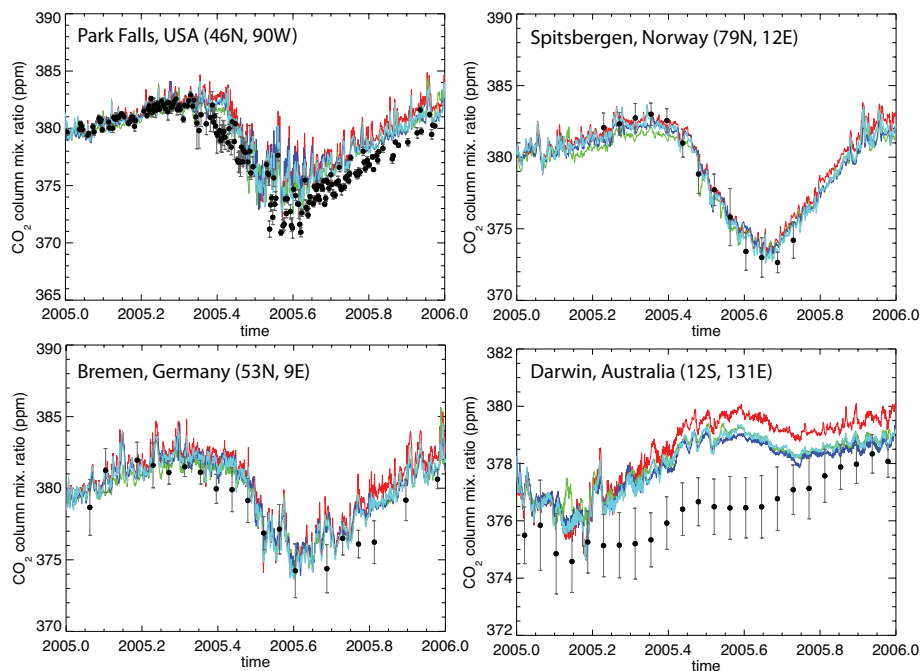 Park Falls, USA (46N, 90W)
CO2 column mix. ratio (ppm)
390
385
380
375
370
365
2005.0 2005.2 2005.4 2005.6 2005.8 2006.0
time
Spitsbergen, Norway (79N, 12E)
CO2 column mix. ratio (ppm)
390
385
380
375
370
2005.0 2005.2 2005.4 2005.6 2005.8 2006.0
time
Bremen, Germany (53N, 9E)
CO2 column mix. ratio (ppm)
390
385
380
375
370
2005.0 2005.2 2005.4 2005.6 2005.8 2006.0
time
Darwin, Australia (12S, 131E)
CO2 column mix. ratio (ppm)
382
380
378
376
374
372
2005.0 2005.2 2005.4 2005.6 2005.8 2006.0
time